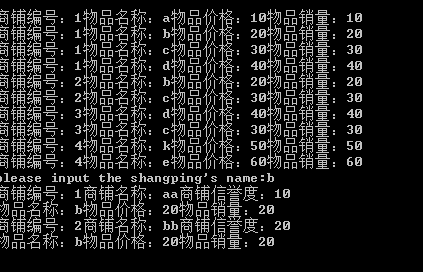 商铺编号：1物品名称：a物品价格：10物品销量：10
商铺编号：1物品名称：b物品价格：20物品销量：20
商铺编号：1物品名称：c物品价格：30物品销量：30
商铺编号：1物品名称：d物品价格：40物品销量：40
商铺编号：2物品名称：b物品价格：20物品销量：20
商铺编号：2物品名称：c物品价格：30物品销量：30
商铺编号：3物品名称：d物品价格：40物品销量：40
商铺编号：3物品名称：c物品价格：30物品销量：30
商铺编号：4物品名称：k物品价格：50物品销量：50
商铺编号：4物品名称：e物品价格：60物品销量：60
please input the shangping's name:b
商铺编号：1商铺名称：aa商铺信誉度：10
物品名称：b物品价格：20物品销量：20
商铺编号：2商铺名称：bb商铺信誉度：20
物品名称：b物品价格：20物品销量：20